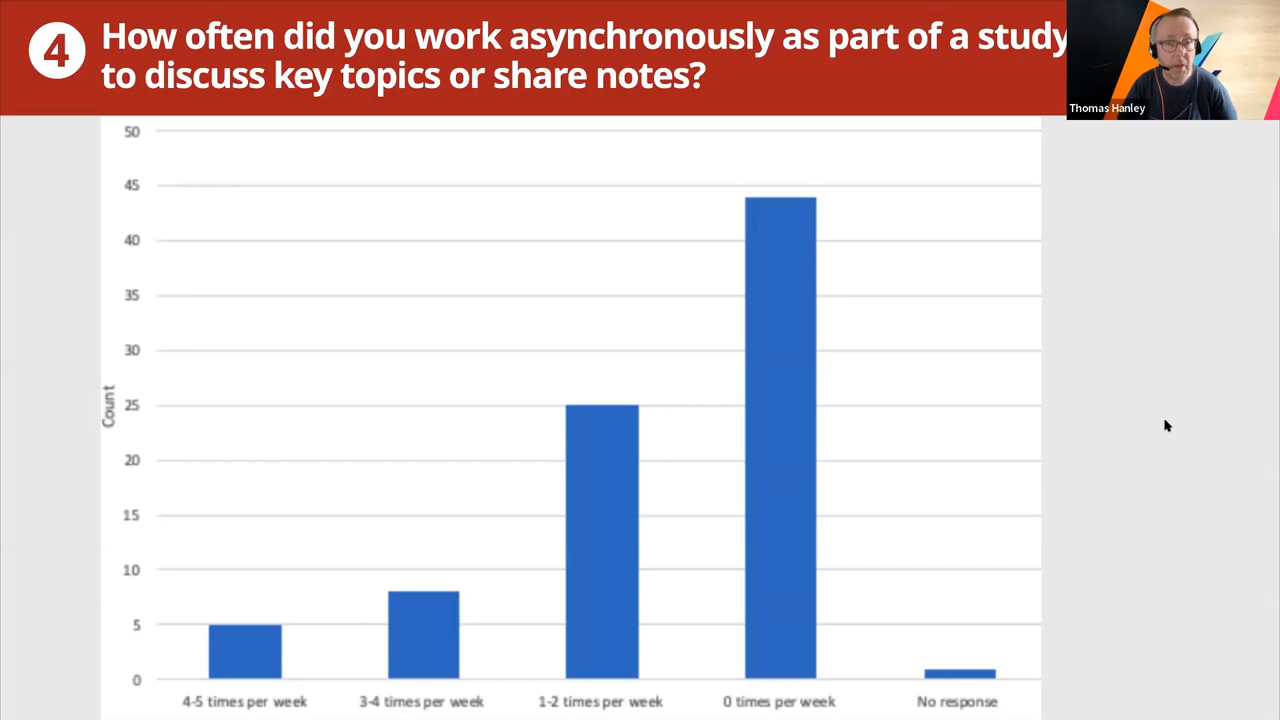 4
How often did you work asynchronously as part of a study
to discuss key topics or share notes?
Thomas Hanley
50
45
40
35
30
25
20
15
10
5
0
Count
4-5 times per week
3-4 times per week
1-2 times per week
0 times per week
No response